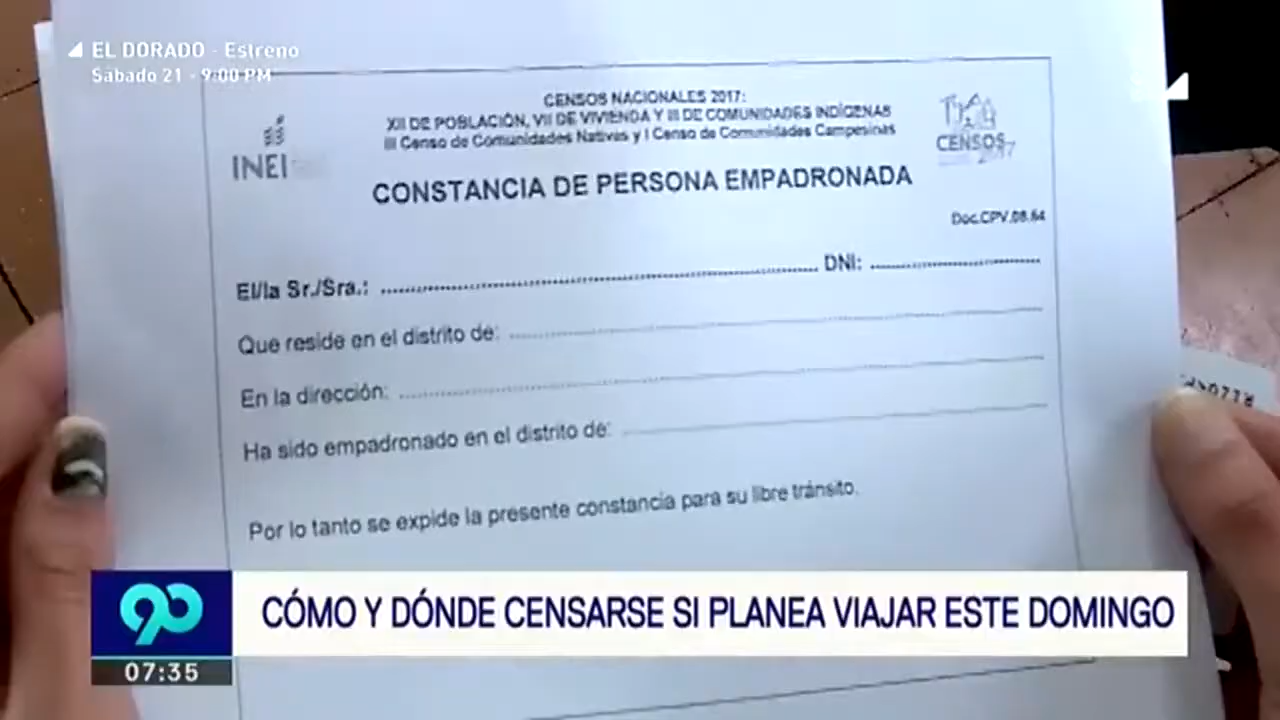 EL DORADO - Estreno
Sábado 21 - 9:00 PM
CENSOS NACIONALES 2017:
XII DE POBLACIÓN, VII DE VIVIENDA Y III DE COMUNIDADES INDÍGENAS
III Censo de Comunidades Nativas y I Censo de Comunidades Campesinas
INEI
CENSOS
2017
CONSTANCIA DE PERSONA EMPADRONADA
Doc.CPV.08.64
El/la Sr./Sra.: DNI:
Que reside en el distrito de:
En la dirección:
Ha sido empadronado en el distrito de:
Por lo tanto se expide la presente constancia para su libre tránsito.
90
CÓMO Y DÓNDE CENSARSE SI PLANEA VIAJAR ESTE DOMINGO
07:35